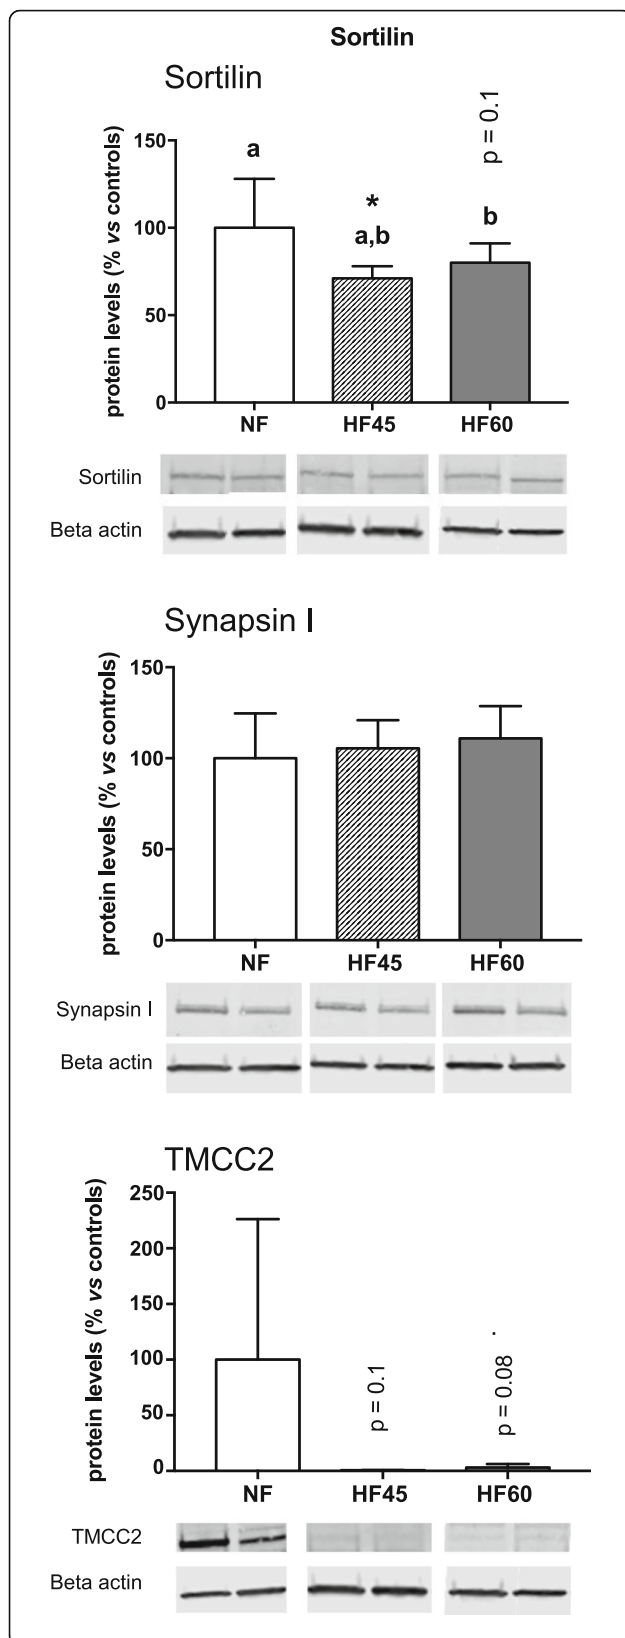 Sortilin
Sortilin
protein levels (% vs controls)
150
100
50
0
a
*
a,b
b
p = 0.1
NF HF45 HF60
Sortilin
Beta actin
Synapsin I
protein levels (% vs controls)
150
100
50
0
NF HF45 HF60
Synapsin I
Beta actin
TMCC2
protein levels (% vs controls)
250
200
150
100
50
0
p = 0.1
p = 0.08
NF HF45 HF60
TMCC2
Beta actin